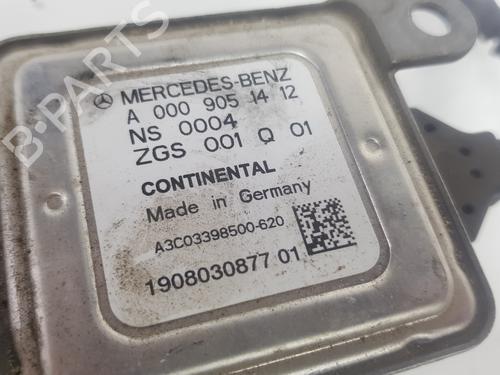 B-PARTS
MERCEDES-BENZ
A 000 905 14 12
NS 0004
ZGS 001 Q 01
CONTINENTAL
Made in Germany
A3C03398500-620
1908030877 01